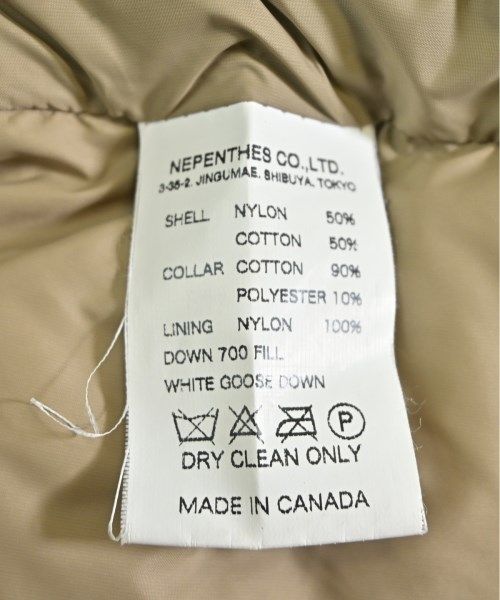 NEPENTHES CO.,LTD.
3-35-2, JINGUMAE, SHIBUYA, TOKYO
SHELL NYLON 50%
COTTON 50%
COLLAR COTTON 90%
POLYESTER 10%
LINING NYLON 100%
DOWN 700 FILL
WHITE GOOSE DOWN
P
DRY CLEAN ONLY
MADE IN CANADA